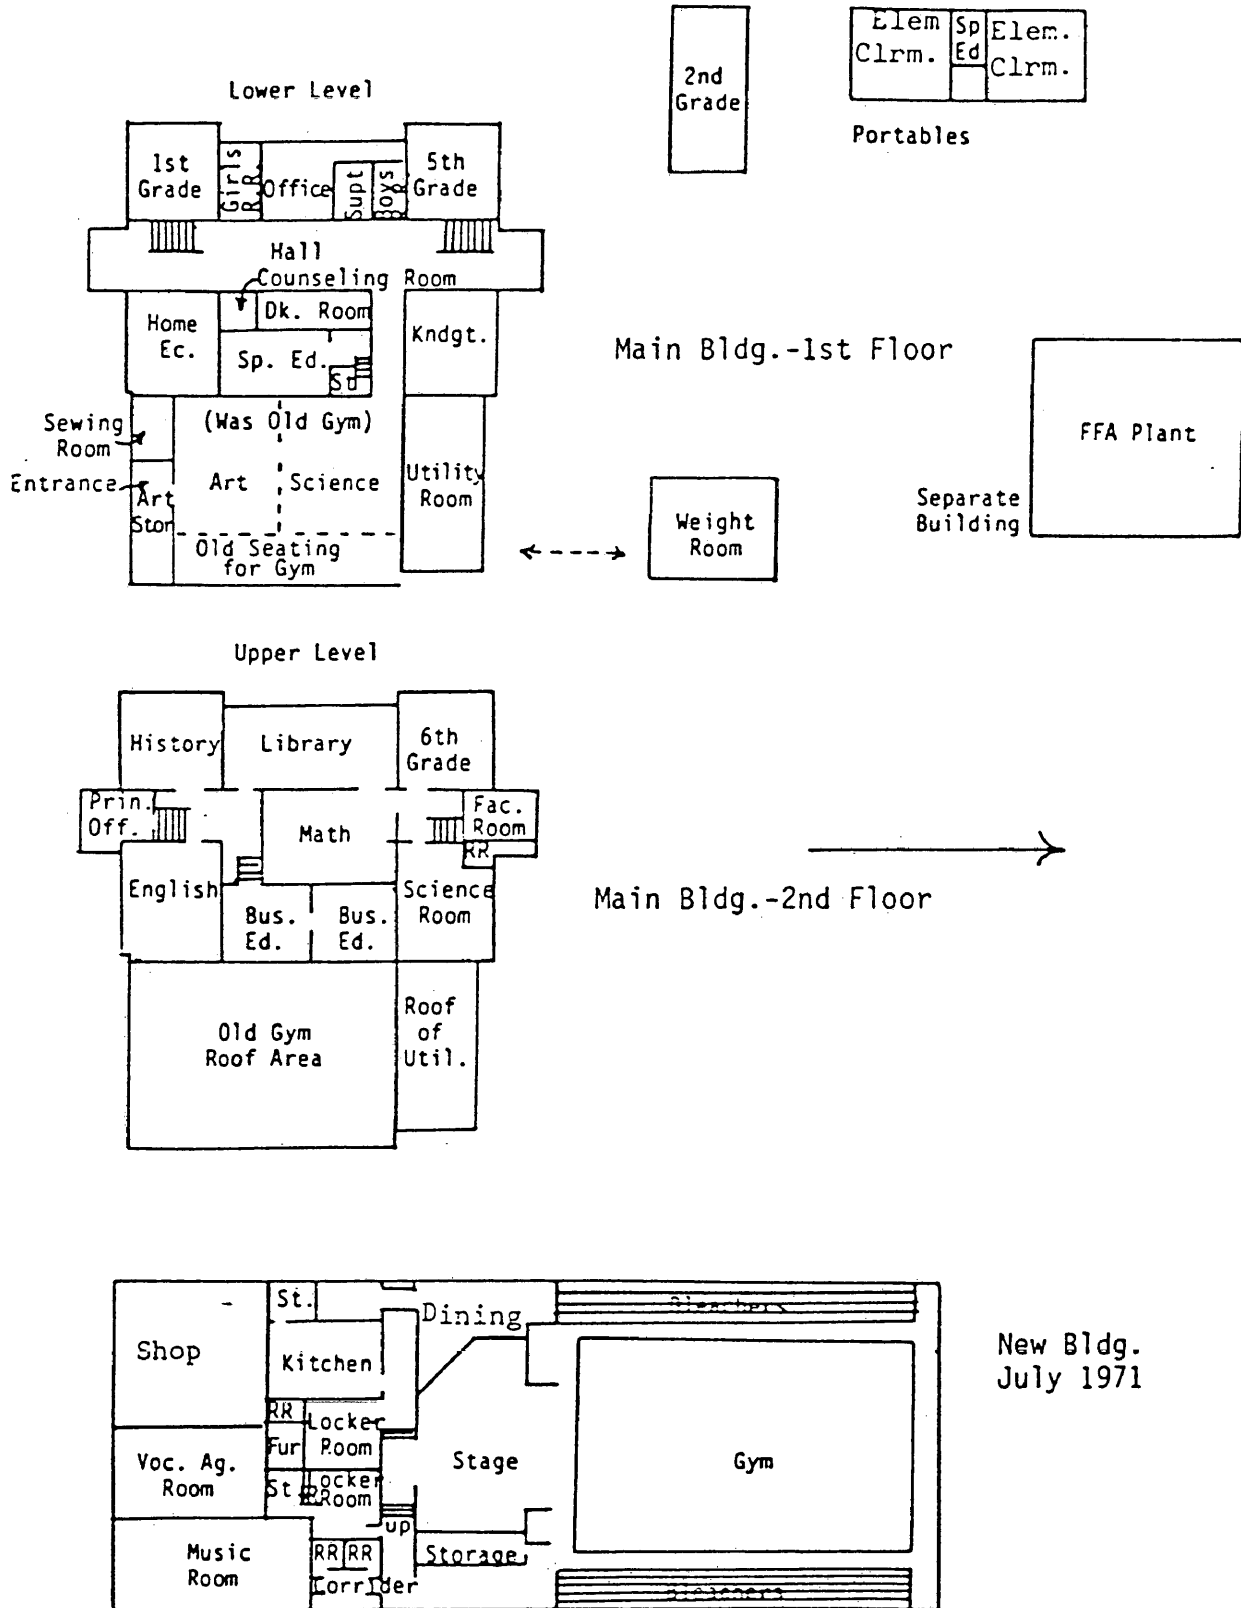 Elem
Clrm.
Sp
Ed
Elem.
Clrm.
2nd
Grade
Portables
Lower Level
1st
Grade
Girls
R.R.
Office
Supt
Boys
R.R.
5th
Grade
Hall
Counseling Room
Dk. Room
Home
Ec.
Sp. Ed.
St
Kndgt.
Main Bldg.-1st Floor
(Was Old Gym)
Sewing
Room
Entrance
Art
Stor
Art
Science
Utility
Room
Old Seating
for Gym
Weight
Room
Separate
Building
FFA Plant
Upper Level
History
Library
6th
Grade
Prin.
Off.
Math
Fac.
Room
RR
English
Bus.
Ed.
Bus.
Ed.
Science
Room
Main Bldg.-2nd Floor
Old Gym
Roof Area
Roof
of
Util.
St.
Dining
Bleachers
Shop
Kitchen
New Bldg.
July 1971
RR
Locker
Room
Fur
Voc. Ag.
Room
Stage
Gym
St.
Locker
Room
up
Music
Room
RR
RR
Storage
Corrider
Bleachers